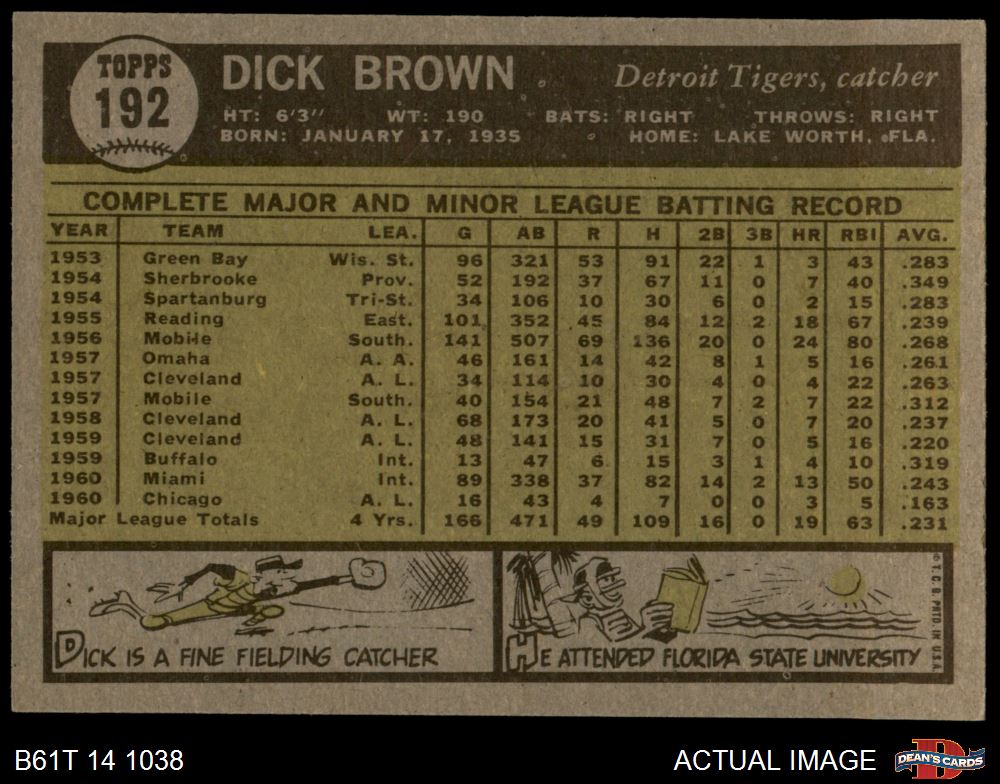 TOPPS
192
DICK BROWN
Detroit Tigers, catcher
HT: 6'3" WT: 190 BATS: RIGHT THROWS: RIGHT
BORN: JANUARY 17, 1935 HOME: LAKE WORTH, FLA.
COMPLETE MAJOR AND MINOR LEAGUE BATTING RECORD
YEAR TEAM LEA. G AB R H 2B 3B HR RBI AVG.
1953 Green Bay Wis. St. 96 321 53 91 22 1 3 43 .283
1954 Sherbrooke Prov. 52 192 37 67 11 0 7 40 .349
1954 Spartanburg Tri-St. 34 106 10 30 6 0 2 15 .283
1955 Reading East. 101 352 45 84 12 2 18 67 .239
1956 Mobile South. 141 507 69 136 20 0 24 80 .268
1957 Omaha A. A. 46 161 14 42 8 1 5 16 .261
1957 Cleveland A. L. 34 114 10 30 4 0 4 22 .263
1957 Mobile South. 40 154 21 48 7 2 7 22 .312
1958 Cleveland A. L. 68 173 20 41 5 0 7 20 .237
1959 Cleveland A. L. 48 141 15 31 7 0 5 16 .220
1959 Buffalo Int. 13 47 6 15 3 1 4 10 .319
1960 Miami Int. 89 338 37 82 14 2 13 50 .243
1960 Chicago A. L. 16 43 4 7 0 0 3 5 .163
Major League Totals 4 Yrs. 166 471 49 109 16 0 19 63 .231
DICK IS A FINE FIELDING CATCHER
HE ATTENDED FLORIDA STATE UNIVERSITY
© T. C. G. PRTD. IN U.S.A.
B61T 14 1038
ACTUAL IMAGE
DEAN'S CARDS